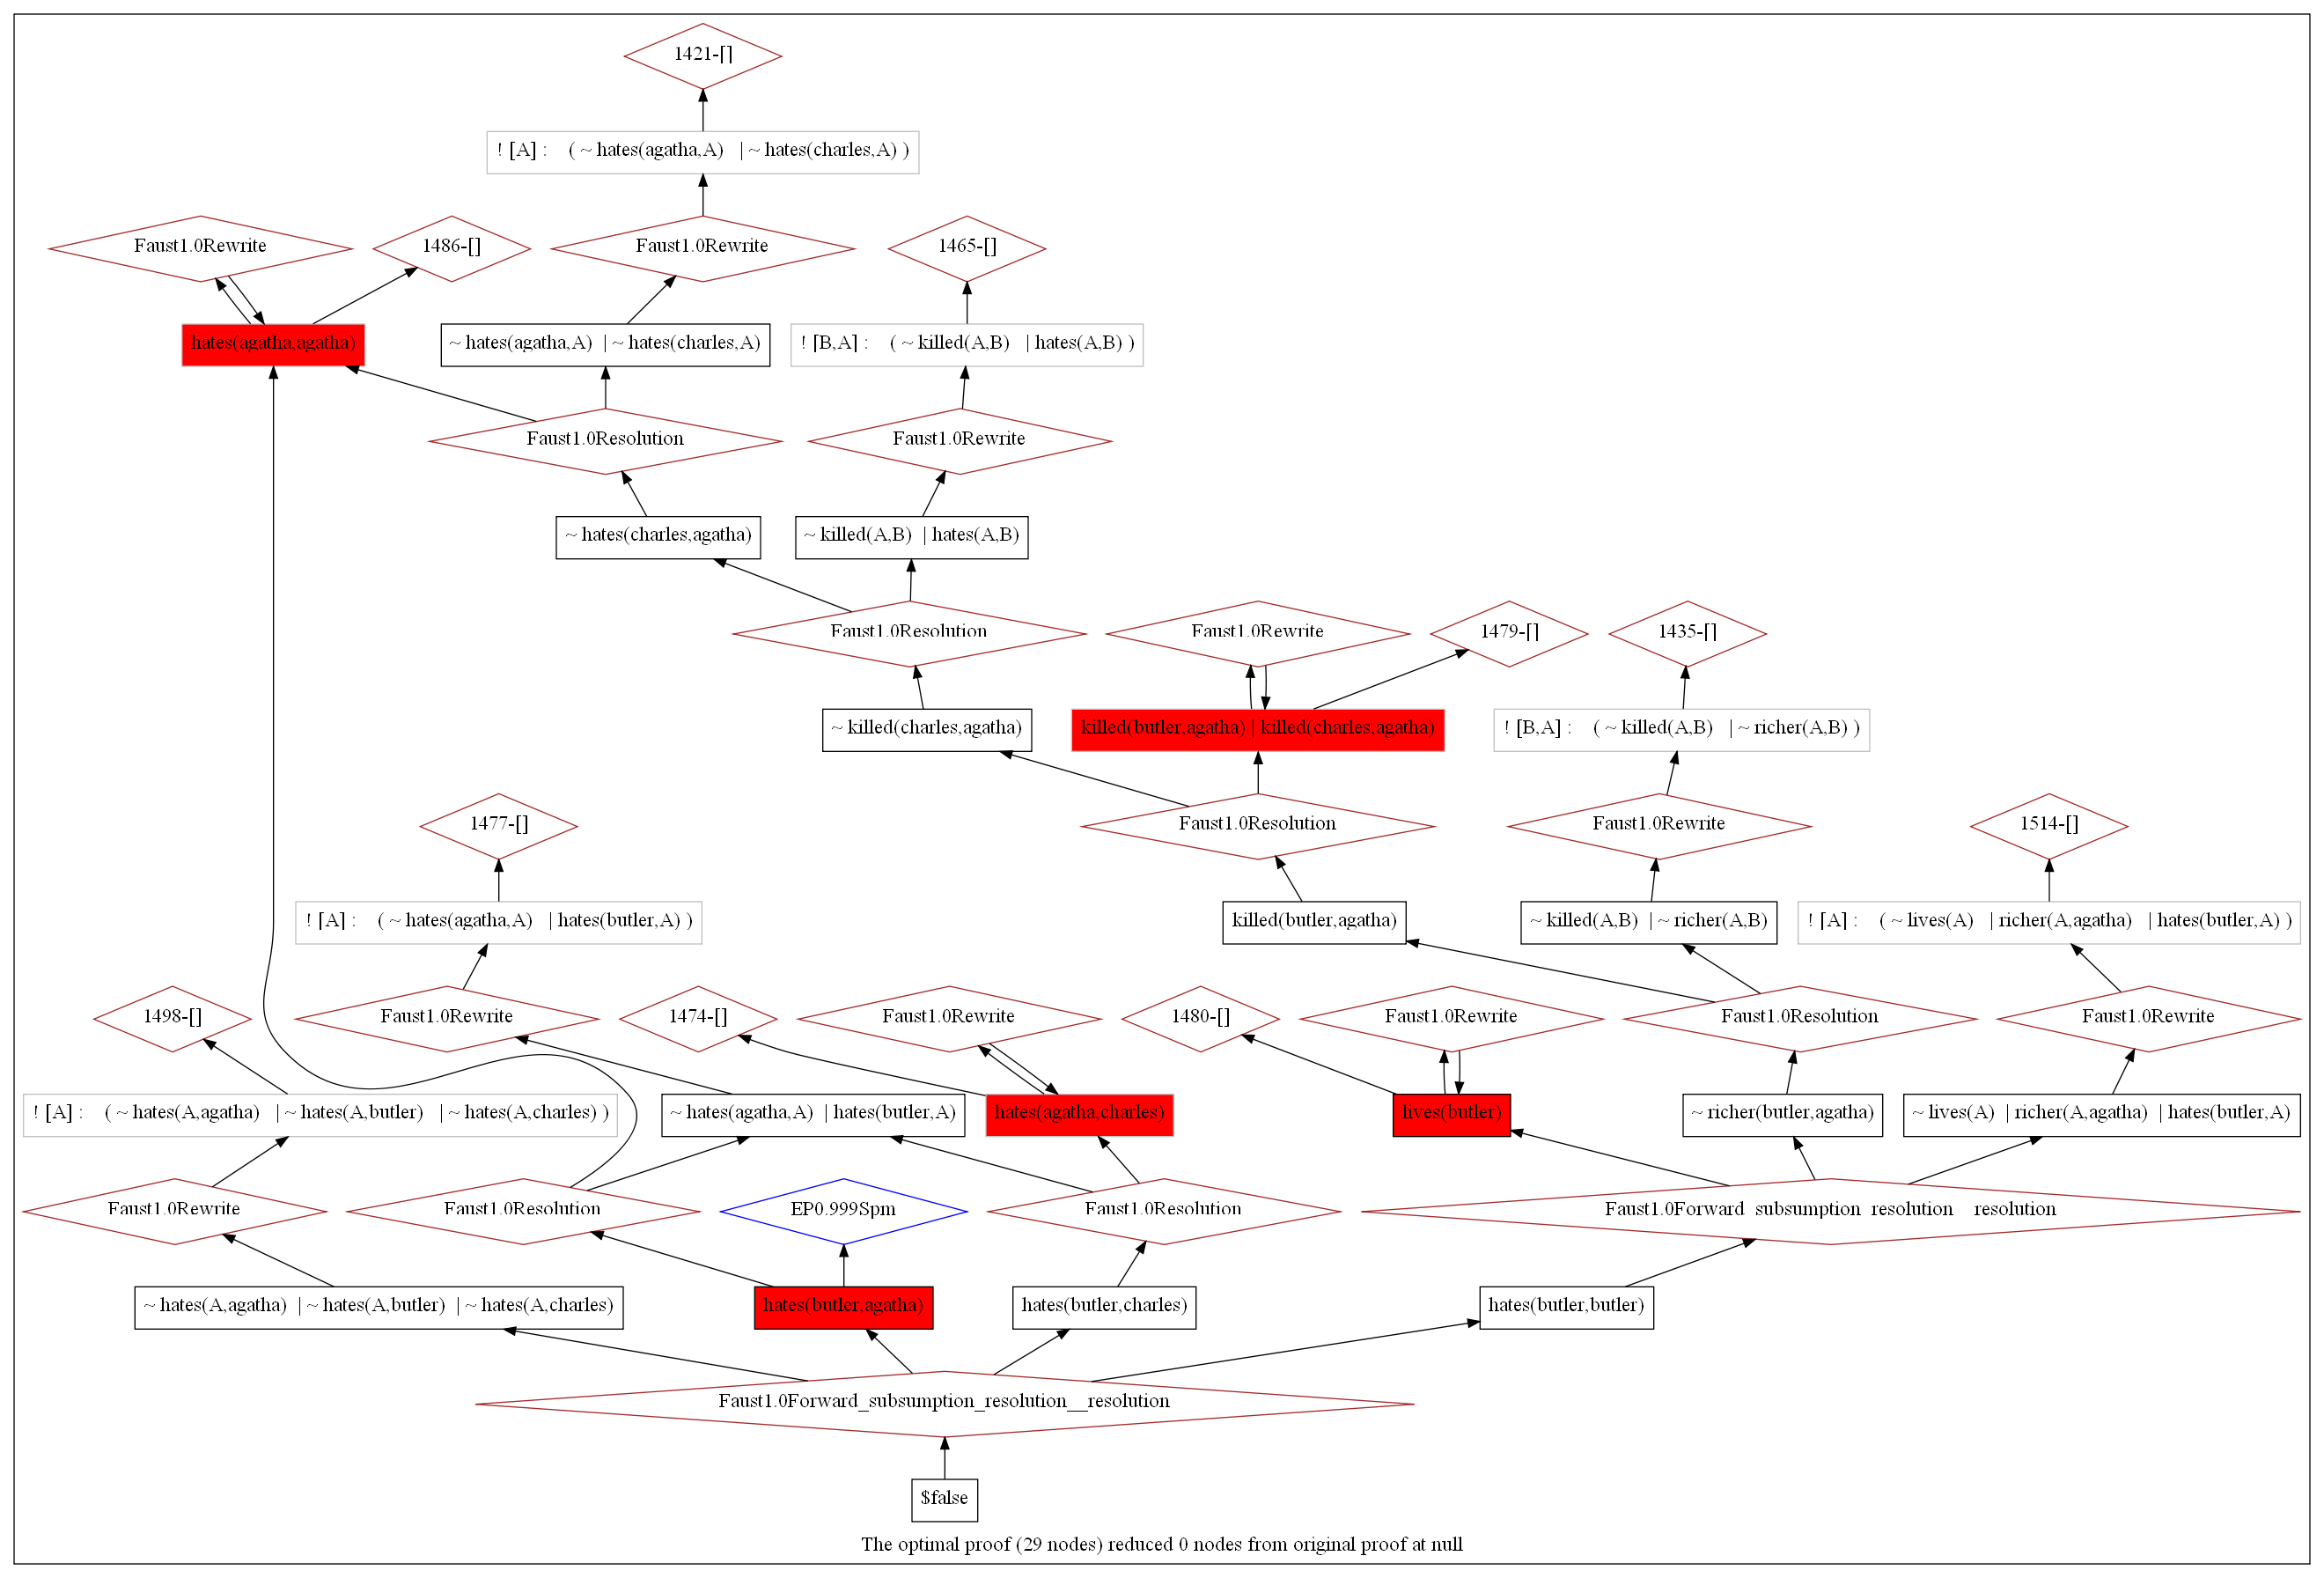 1421-[]
! [A] : ( ~ hates(agatha,A) | ~ hates(charles,A) )
Faust1.0Rewrite
1486-[]
Faust1.0Rewrite
1465-[]
hates(agatha,agatha)
~ hates(agatha,A) | ~ hates(charles,A)
! [B,A] : ( ~ killed(A,B) | hates(A,B) )
Faust1.0Resolution
Faust1.0Rewrite
~ hates(charles,agatha)
~ killed(A,B) | hates(A,B)
Faust1.0Resolution
Faust1.0Rewrite
1479-[]
1435-[]
~ killed(charles,agatha)
killed(butler,agatha) | killed(charles,agatha)
! [B,A] : ( ~ killed(A,B) | ~ richer(A,B) )
1477-[]
Faust1.0Resolution
Faust1.0Rewrite
1514-[]
! [A] : ( ~ hates(agatha,A) | hates(butler,A) )
killed(butler,agatha)
~ killed(A,B) | ~ richer(A,B)
! [A] : ( ~ lives(A) | richer(A,agatha) | hates(butler,A) )
1498-[]
Faust1.0Rewrite
1474-[]
Faust1.0Rewrite
1480-[]
Faust1.0Rewrite
Faust1.0Resolution
Faust1.0Rewrite
! [A] : ( ~ hates(A,agatha) | ~ hates(A,butler) | ~ hates(A,charles) )
~ hates(agatha,A) | hates(butler,A)
hates(agatha,charles)
lives(butler)
~ richer(butler,agatha)
~ lives(A) | richer(A,agatha) | hates(butler,A)
Faust1.0Rewrite
Faust1.0Resolution
EP0.999Spm
Faust1.0Resolution
Faust1.0Forward_subsumption_resolution__resolution
~ hates(A,agatha) | ~ hates(A,butler) | ~ hates(A,charles)
hates(butler,agatha)
hates(butler,charles)
hates(butler,butler)
Faust1.0Forward_subsumption_resolution__resolution
$false
The optimal proof (29 nodes) reduced 0 nodes from original proof at null